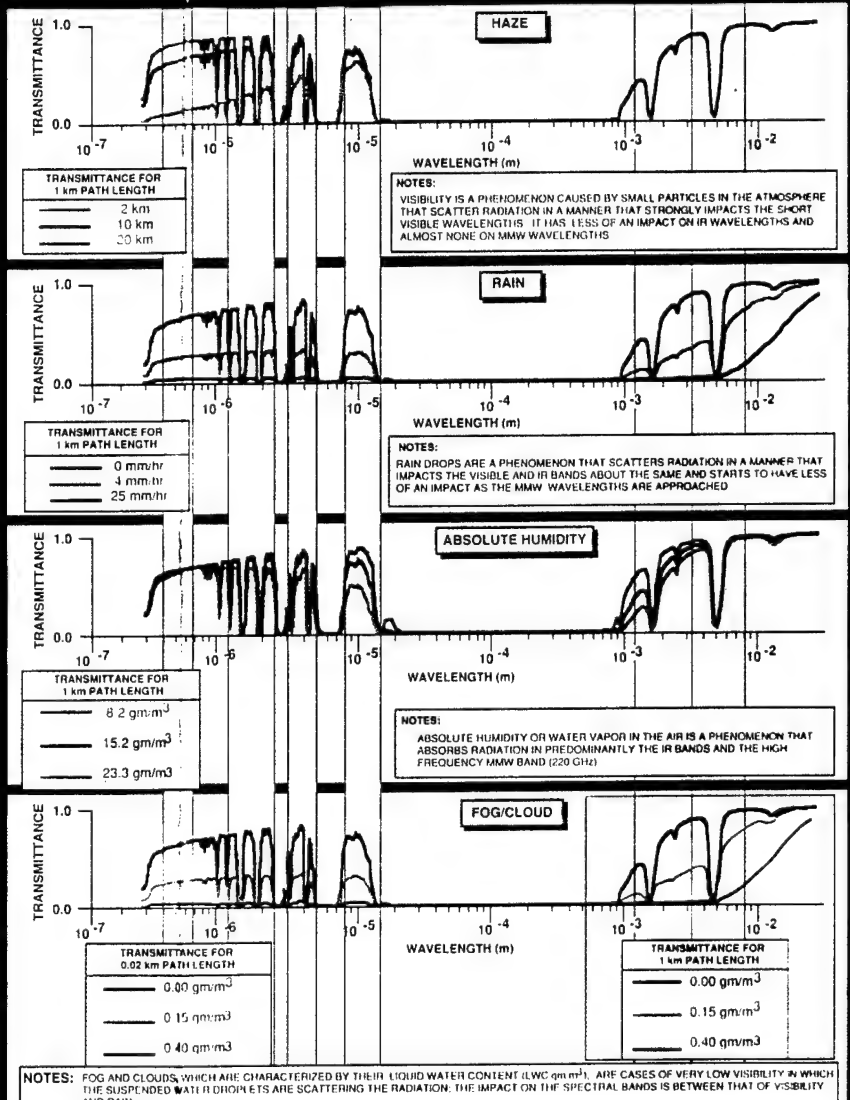 HAZE
TRANSMITTANCE
1.0
0.0
10 -7
10 -6
10 -5
10 -4
10 -3
10 -2
WAVELENGTH (m)
TRANSMITTANCE FOR
1 km PATH LENGTH
2 km
10 km
20 km
NOTES:
VISIBILITY IS A PHENOMENON CAUSED BY SMALL PARTICLES IN THE ATMOSPHERE
THAT SCATTER RADIATION IN A MANNER THAT STRONGLY IMPACTS THE SHORT
VISIBLE WAVELENGTHS IT HAS LESS OF AN IMPACT ON IR WAVELENGTHS AND
ALMOST NONE ON MMW WAVELENGTHS
RAIN
TRANSMITTANCE
1.0
0.0
10 -7
10 -6
10 -5
10 -4
10 -3
10 -2
WAVELENGTH (m)
TRANSMITTANCE FOR
1 km PATH LENGTH
0 mm/hr
4 mm/hr
25 mm/hr
NOTES:
RAIN DROPS ARE A PHENOMENON THAT SCATTERS RADIATION IN A MANNER THAT
IMPACTS THE VISIBLE AND IR BANDS ABOUT THE SAME AND STARTS TO HAVE LESS
OF AN IMPACT AS THE MMW WAVELENGTHS ARE APPROACHED
ABSOLUTE HUMIDITY
TRANSMITTANCE
1.0
0.0
10 -7
10 -6
10 -5
10 -4
10 -3
10 -2
WAVELENGTH (m)
TRANSMITTANCE FOR
1 km PATH LENGTH
gm/m3
15.2 gm/m3
23.3 gm/m3
NOTES:
ABSOLUTE HUMIDITY OR WATER VAPOR IN THE AIR IS A PHENOMENON THAT
ABSORBS RADIATION IN PREDOMINANTLY THE IR BANDS AND THE HIGH
FREQUENCY MMW BAND (220 GHz)
FOG/CLOUD
TRANSMITTANCE
1.0
0.0
10 -7
10 -6
10 -5
10 -4
10 -3
10 -2
WAVELENGTH (m)
TRANSMITTANCE FOR
0.02 km PATH LENGTH
0.00 gm/m3
0.15 gm/m3
0.40 gm/m3
TRANSMITTANCE FOR
1 km PATH LENGTH
0.00 gm/m3
0.15 gm/m3
0.40 gm/m3
NOTES: FOG AND CLOUDS, WHICH ARE CHARACTERIZED BY THEIR LIQUID WATER CONTENT (LWC gm/m3), ARE CASES OF VERY LOW VISIBILITY IN WHICH
THE SUSPENDED WATER DROPLETS ARE SCATTERING THE RADIATION; THE IMPACT ON THE SPECTRAL BANDS IS BETWEEN THAT OF VISIBILITY
AND RAIN